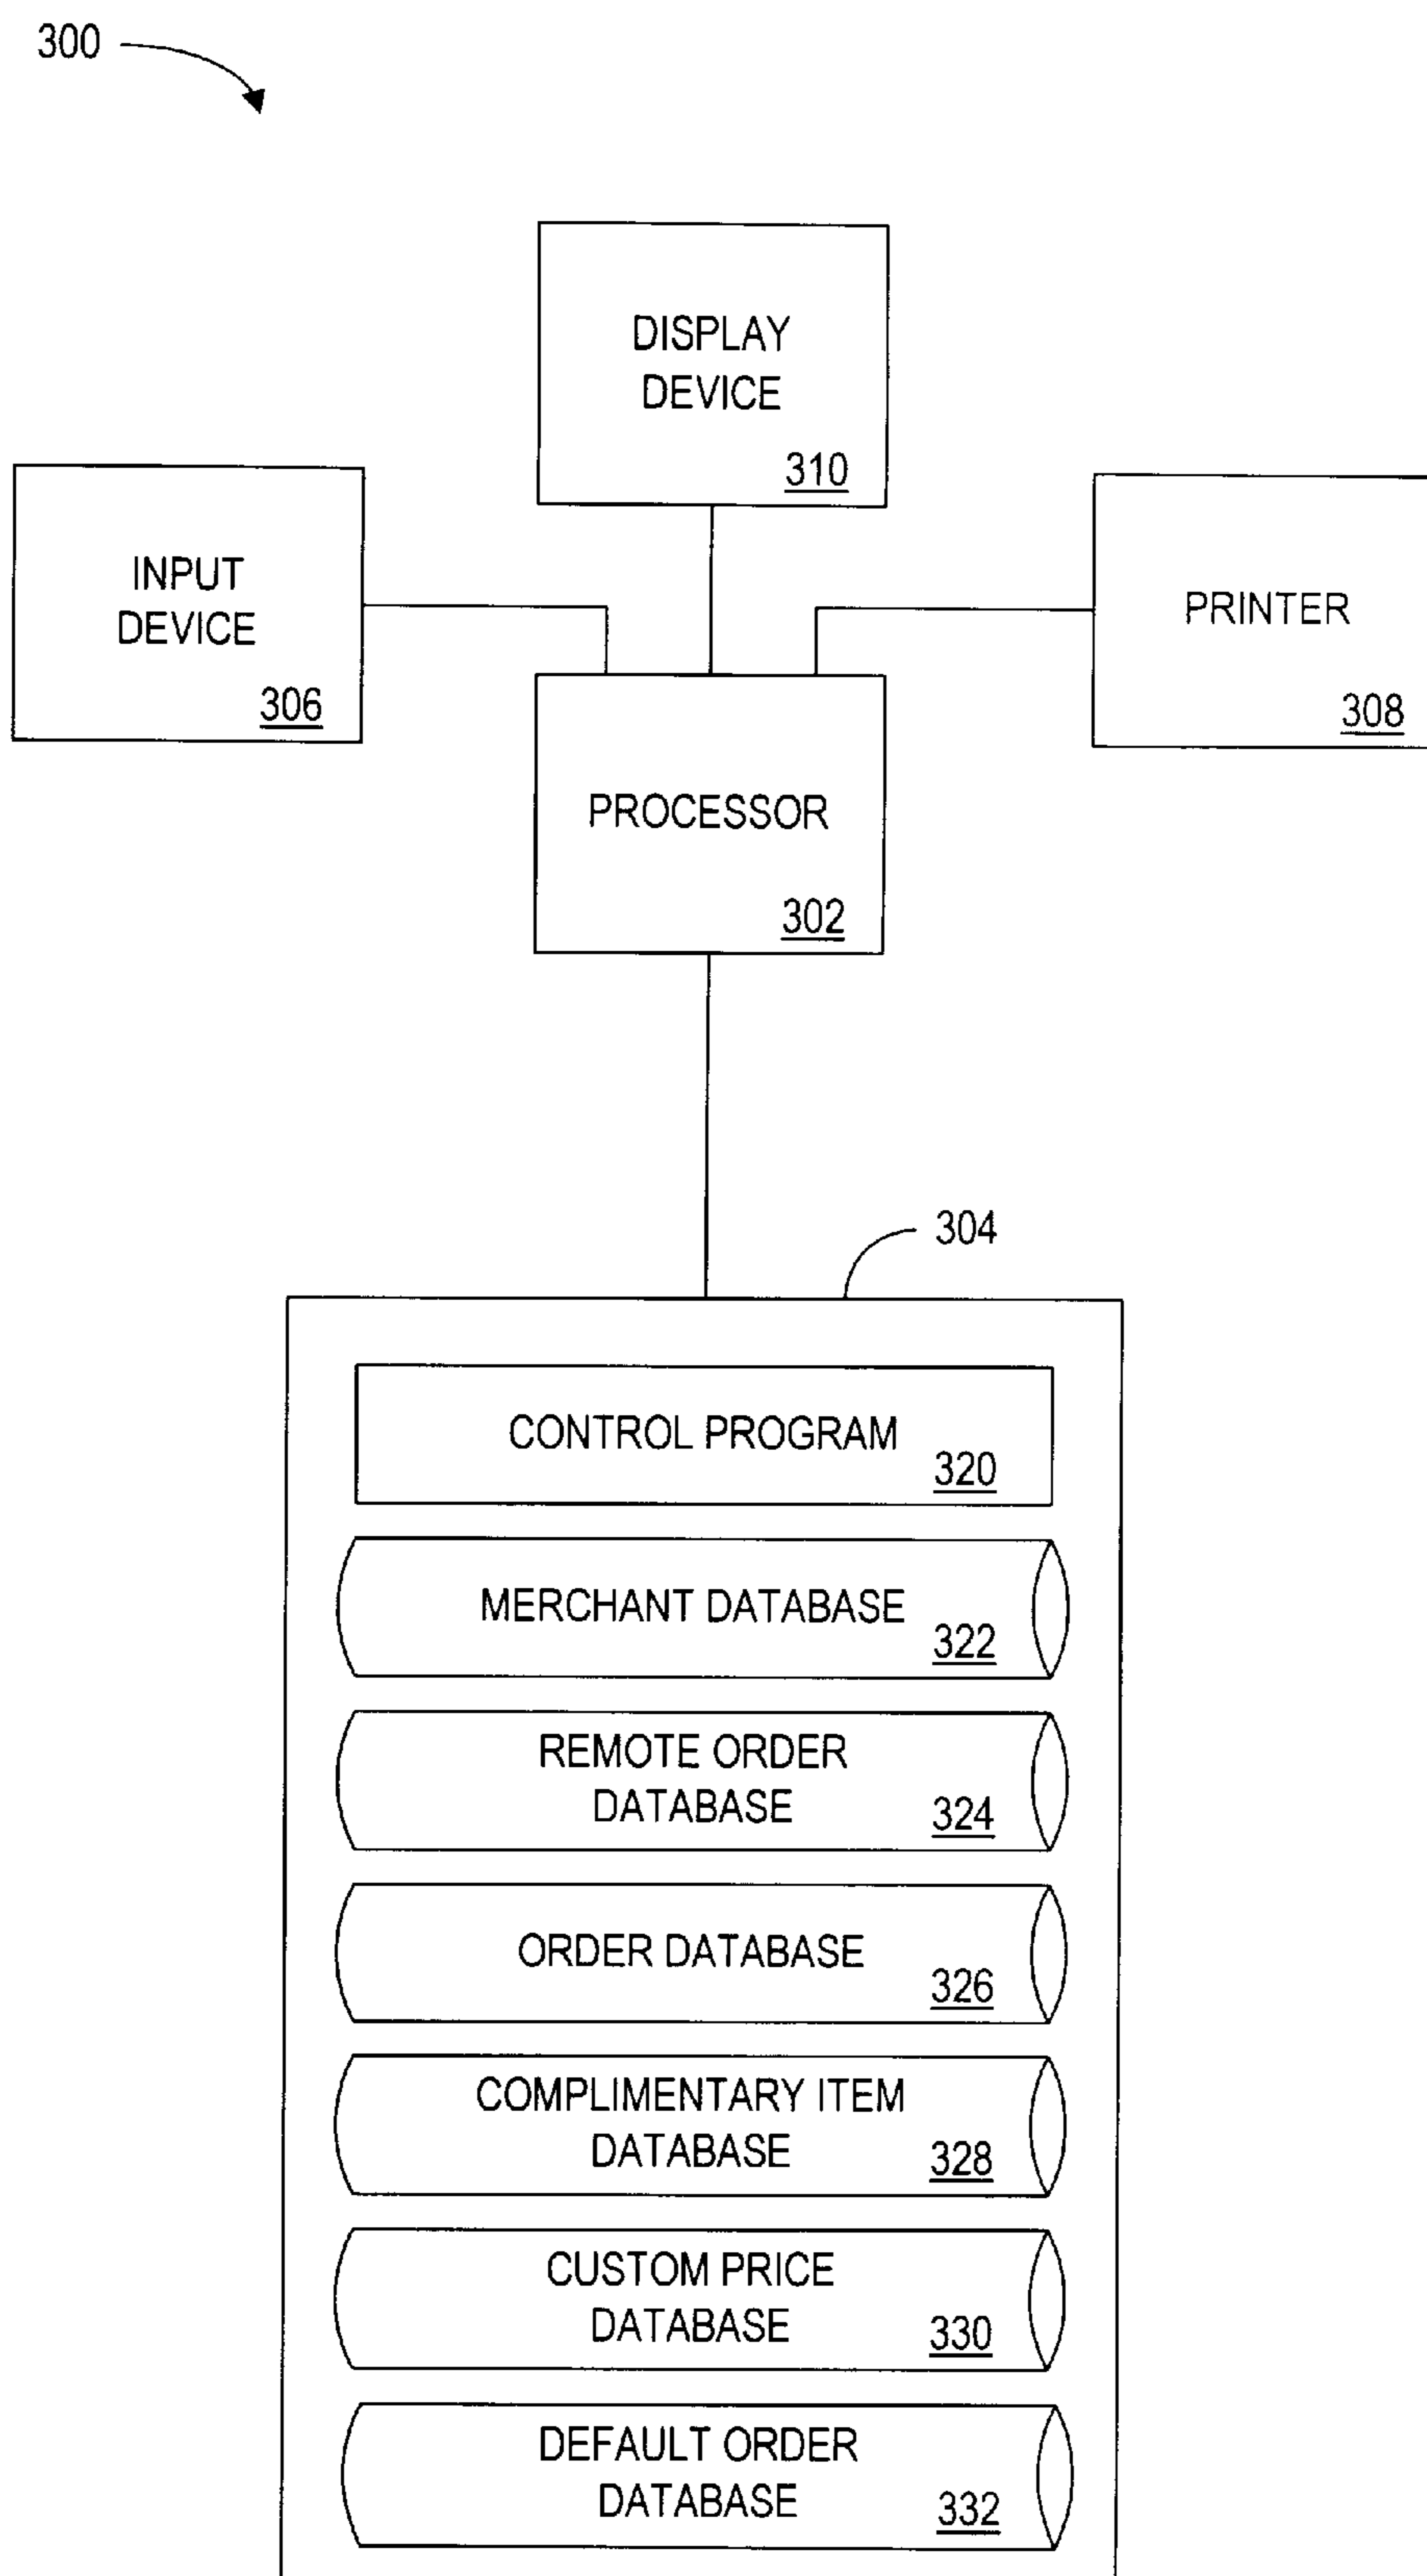 300
DISPLAY
DEVICE
310
INPUT
DEVICE
306
PRINTER
308
PROCESSOR
302
304
CONTROL PROGRAM
320
MERCHANT DATABASE
322
REMOTE ORDER
DATABASE
324
ORDER DATABASE
326
COMPLIMENTARY ITEM
DATABASE
328
CUSTOM PRICE
DATABASE
330
DEFAULT ORDER
DATABASE
332